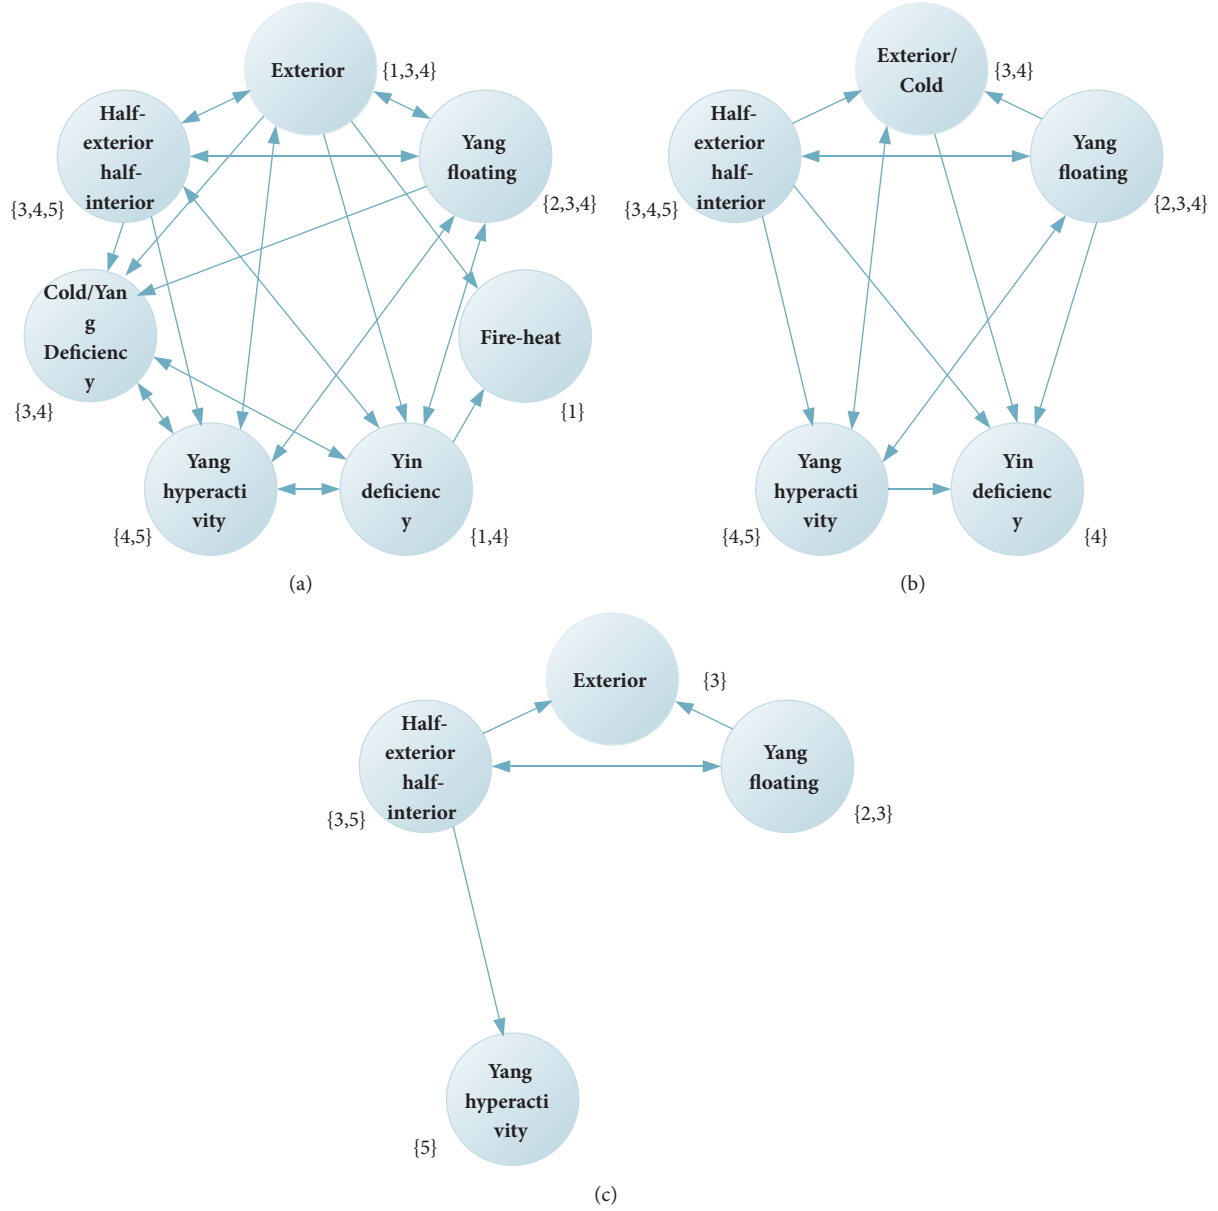 Exterior
{1,3,4}
Half-
exterior
half-
interior
{3,4,5}
Yang
floating
{2,3,4}
Cold/Yan
g
Deficienc
y
{3,4}
Fire-heat
{1}
Yang
hyperacti
vity
{4,5}
Yin
deficienc
y
{1,4}
(a)
Exterior/
Cold
{3,4}
Half-
exterior
half-
interior
{3,4,5}
Yang
floating
{2,3,4}
Yang
hyperacti
vity
{4,5}
Yin
deficienc
y
{4}
(b)
Exterior
{3}
Half-
exterior
half-
interior
{3,5}
Yang
floating
{2,3}
Yang
hyperacti
vity
{5}
(c)